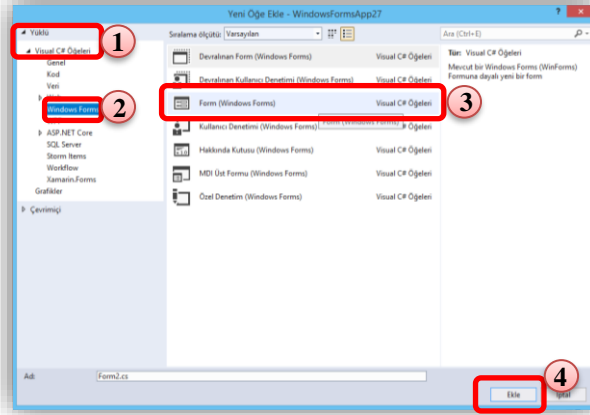 Yeni Öğe Ekle - WindowsFormsApp27
Yüklü
1
Sıralama ölçütü: Varsayılan
Ara (Ctrl+E)
Visual C# Öğeleri
Genel
Kod
Veri
2
Windows Forms
ASP.NET Core
SQL Server
Storm Items
Workflow
Xamarin.Forms
Grafikler
Çevrimiçi
Devralınan Form (Windows Forms) Visual C# Öğeleri
Devralınan Kullanıcı Denetimi (Windows Forms) Visual C# Öğeleri
Form (Windows Forms) Visual C# Öğeleri
3
Kullanıcı Denetimi (Windows Forms) Öğeleri
Form (Windows Forms)
Hakkında Kutusu (Windows Forms) Visual C# Öğeleri
MDI Üst Formu (Windows Forms) Visual C# Öğeleri
Özel Denetim (Windows Forms) Visual C# Öğeleri
Tür: Visual C# Öğeleri
Mevcut bir Windows Forms (WinForms)
Formuna dayalı yeni bir form
Adı: Form2.cs
4
Ekle